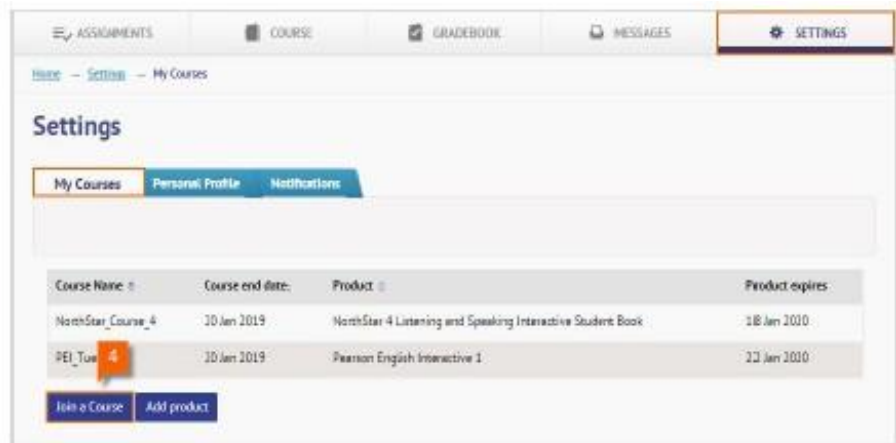 ASSIGNMENTS COURSE GRADEBOOK MESSAGES SETTINGS
Home – Settings – My Courses
Settings
My Courses Personal Profile Notifications
Course Name Course end date: Product Product expires
NorthStar_Course_4 20 Jan 2019 NorthStar 4 Listening and Speaking Interactive Student Book 18 Jan 2020
PEI_Tue 4 20 Jan 2019 Pearson English Interactive 1 22 Jan 2020
Join a Course Add product